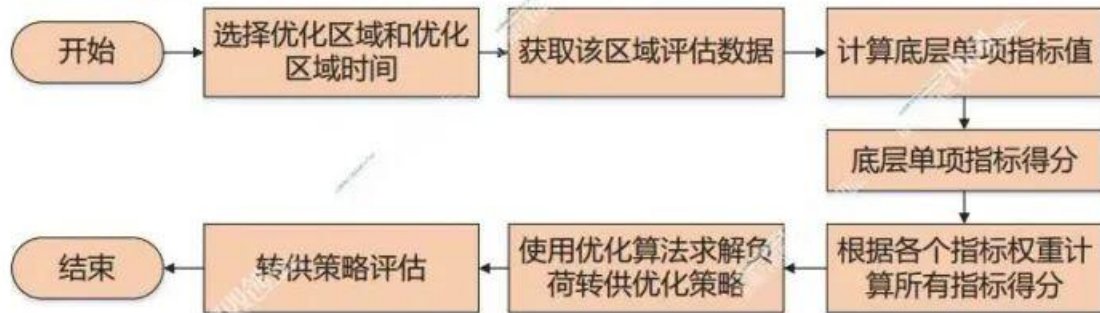 开始
选择优化区域和优化
区域时间
获取该区域评估数据
计算底层单项指标值
底层单项指标得分
根据各个指标权重计
算所有指标得分
使用优化算法求解负
荷转供优化策略
转供策略评估
结束